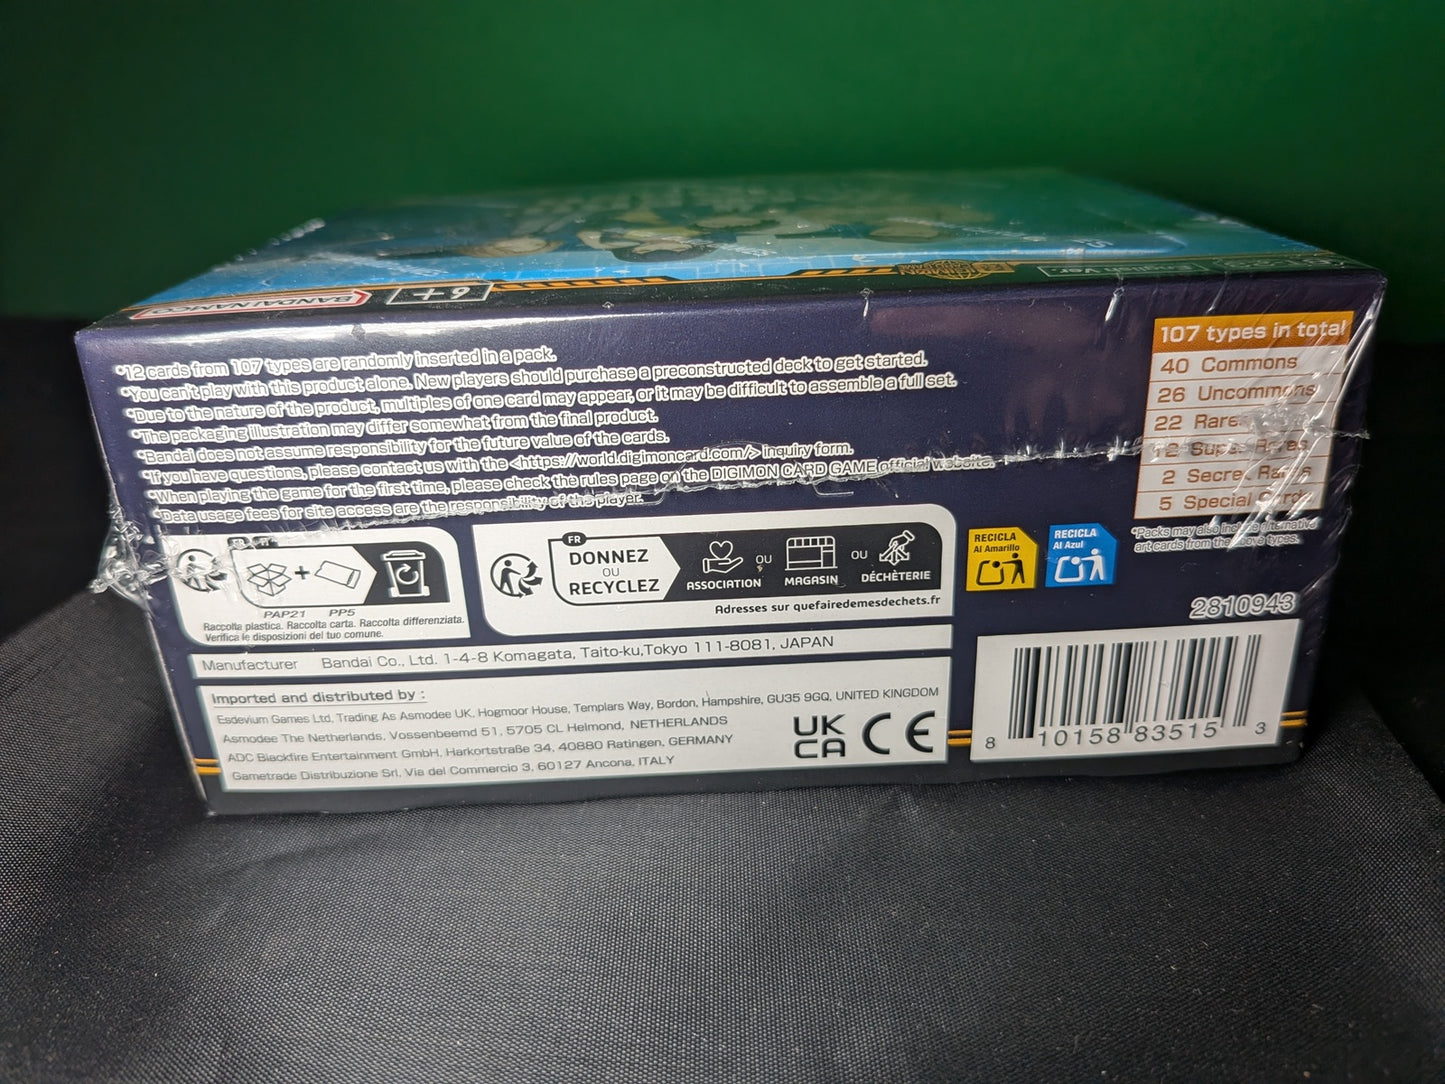 BANDAI NAMCO
6+
English Ver.
*12 cards from 107 types are randomly inserted in a pack.
*You can't play with this product alone. New players should purchase a preconstructed deck to get started.
*Due to the nature of the product, multiples of one card may appear, or it may be difficult to assemble a full set.
*The packaging illustration may differ somewhat from the final product.
*Bandai does not assume responsibility for the future value of the cards.
*If you have questions, please contact us with the <https://world.digimoncard.com/> inquiry form.
*When playing the game for the first time, please check the rules page on the DIGIMON CARD GAME official website.
*Data usage fees for site access are the responsibility of the player.
107 types in total
40 Commons
26 Uncommons
22 Rares
12 Super Rares
2 Secret Rares
5 Special Cards
*Packs may also include alternative
art cards from the above types.
PAP21 PP5
Raccolta plastica. Raccolta carta. Raccolta differenziata.
Verifica le disposizioni del tuo comune.
FR
DONNEZ
OU
RECYCLEZ
ASSOCIATION
OU
MAGASIN
OU
DÉCHÈTERIE
Adresses sur quefairedemesdechets.fr
RECICLA
Al Amarillo
RECICLA
Al Azul
2810943
Manufacturer Bandai Co., Ltd. 1-4-8 Komagata, Taito-ku,Tokyo 111-8081, JAPAN
Imported and distributed by :
Esdevium Games Ltd, Trading As Asmodee UK, Hogmoor House, Templars Way, Bordon, Hampshire, GU35 9GQ, UNITED KINGDOM
Asmodee The Netherlands, Vossenbeemd 51, 5705 CL Helmond, NETHERLANDS
ADC Blackfire Entertainment GmbH, Harkortstraße 34, 40880 Ratingen, GERMANY
Gametrade Distribuzione Srl, Via del Commercio 3, 60127 Ancona, ITALY
UK
CA
CE
8 10158 83515 3